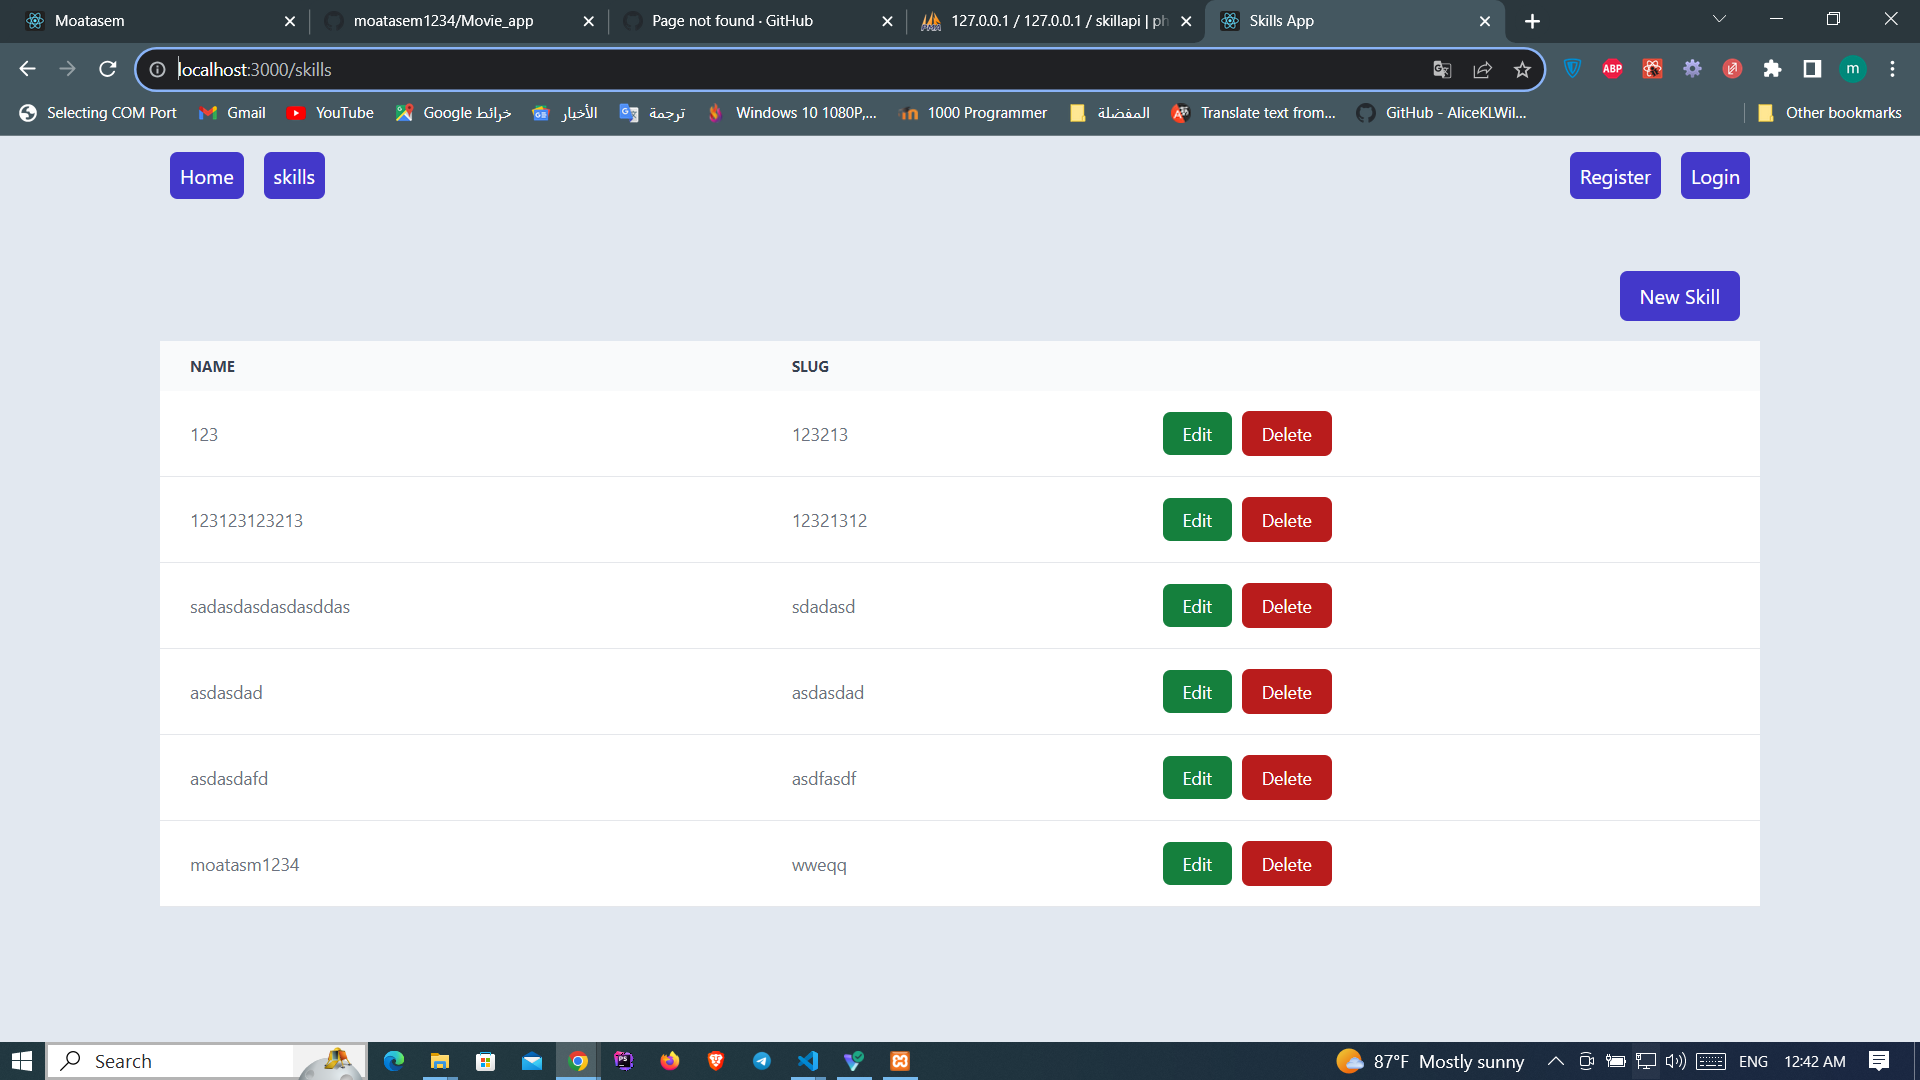 Moatasem
moatasem1234/Movie_app
Page not found · GitHub
127.0.0.1 / 127.0.0.1 / skillapi | ph
Skills App
localhost:3000/skills
ABP
m
Selecting COM Port
Gmail
YouTube
خرائط Google
الأخبار
ترجمة
Windows 10 1080P,...
1000 Programmer
المفضلة
Translate text from...
GitHub - AliceKLWil...
Other bookmarks
Home
skills
Register
Login
New Skill
NAME SLUG
123 123213 Edit Delete
123123123213 12321312 Edit Delete
sadasdasdasdasddas sdadasd Edit Delete
asdasdad asdasdad Edit Delete
asdasdafd asdfasdf Edit Delete
moatasm1234 wweqq Edit Delete
Search
87°F Mostly sunny
ENG
12:42 AM